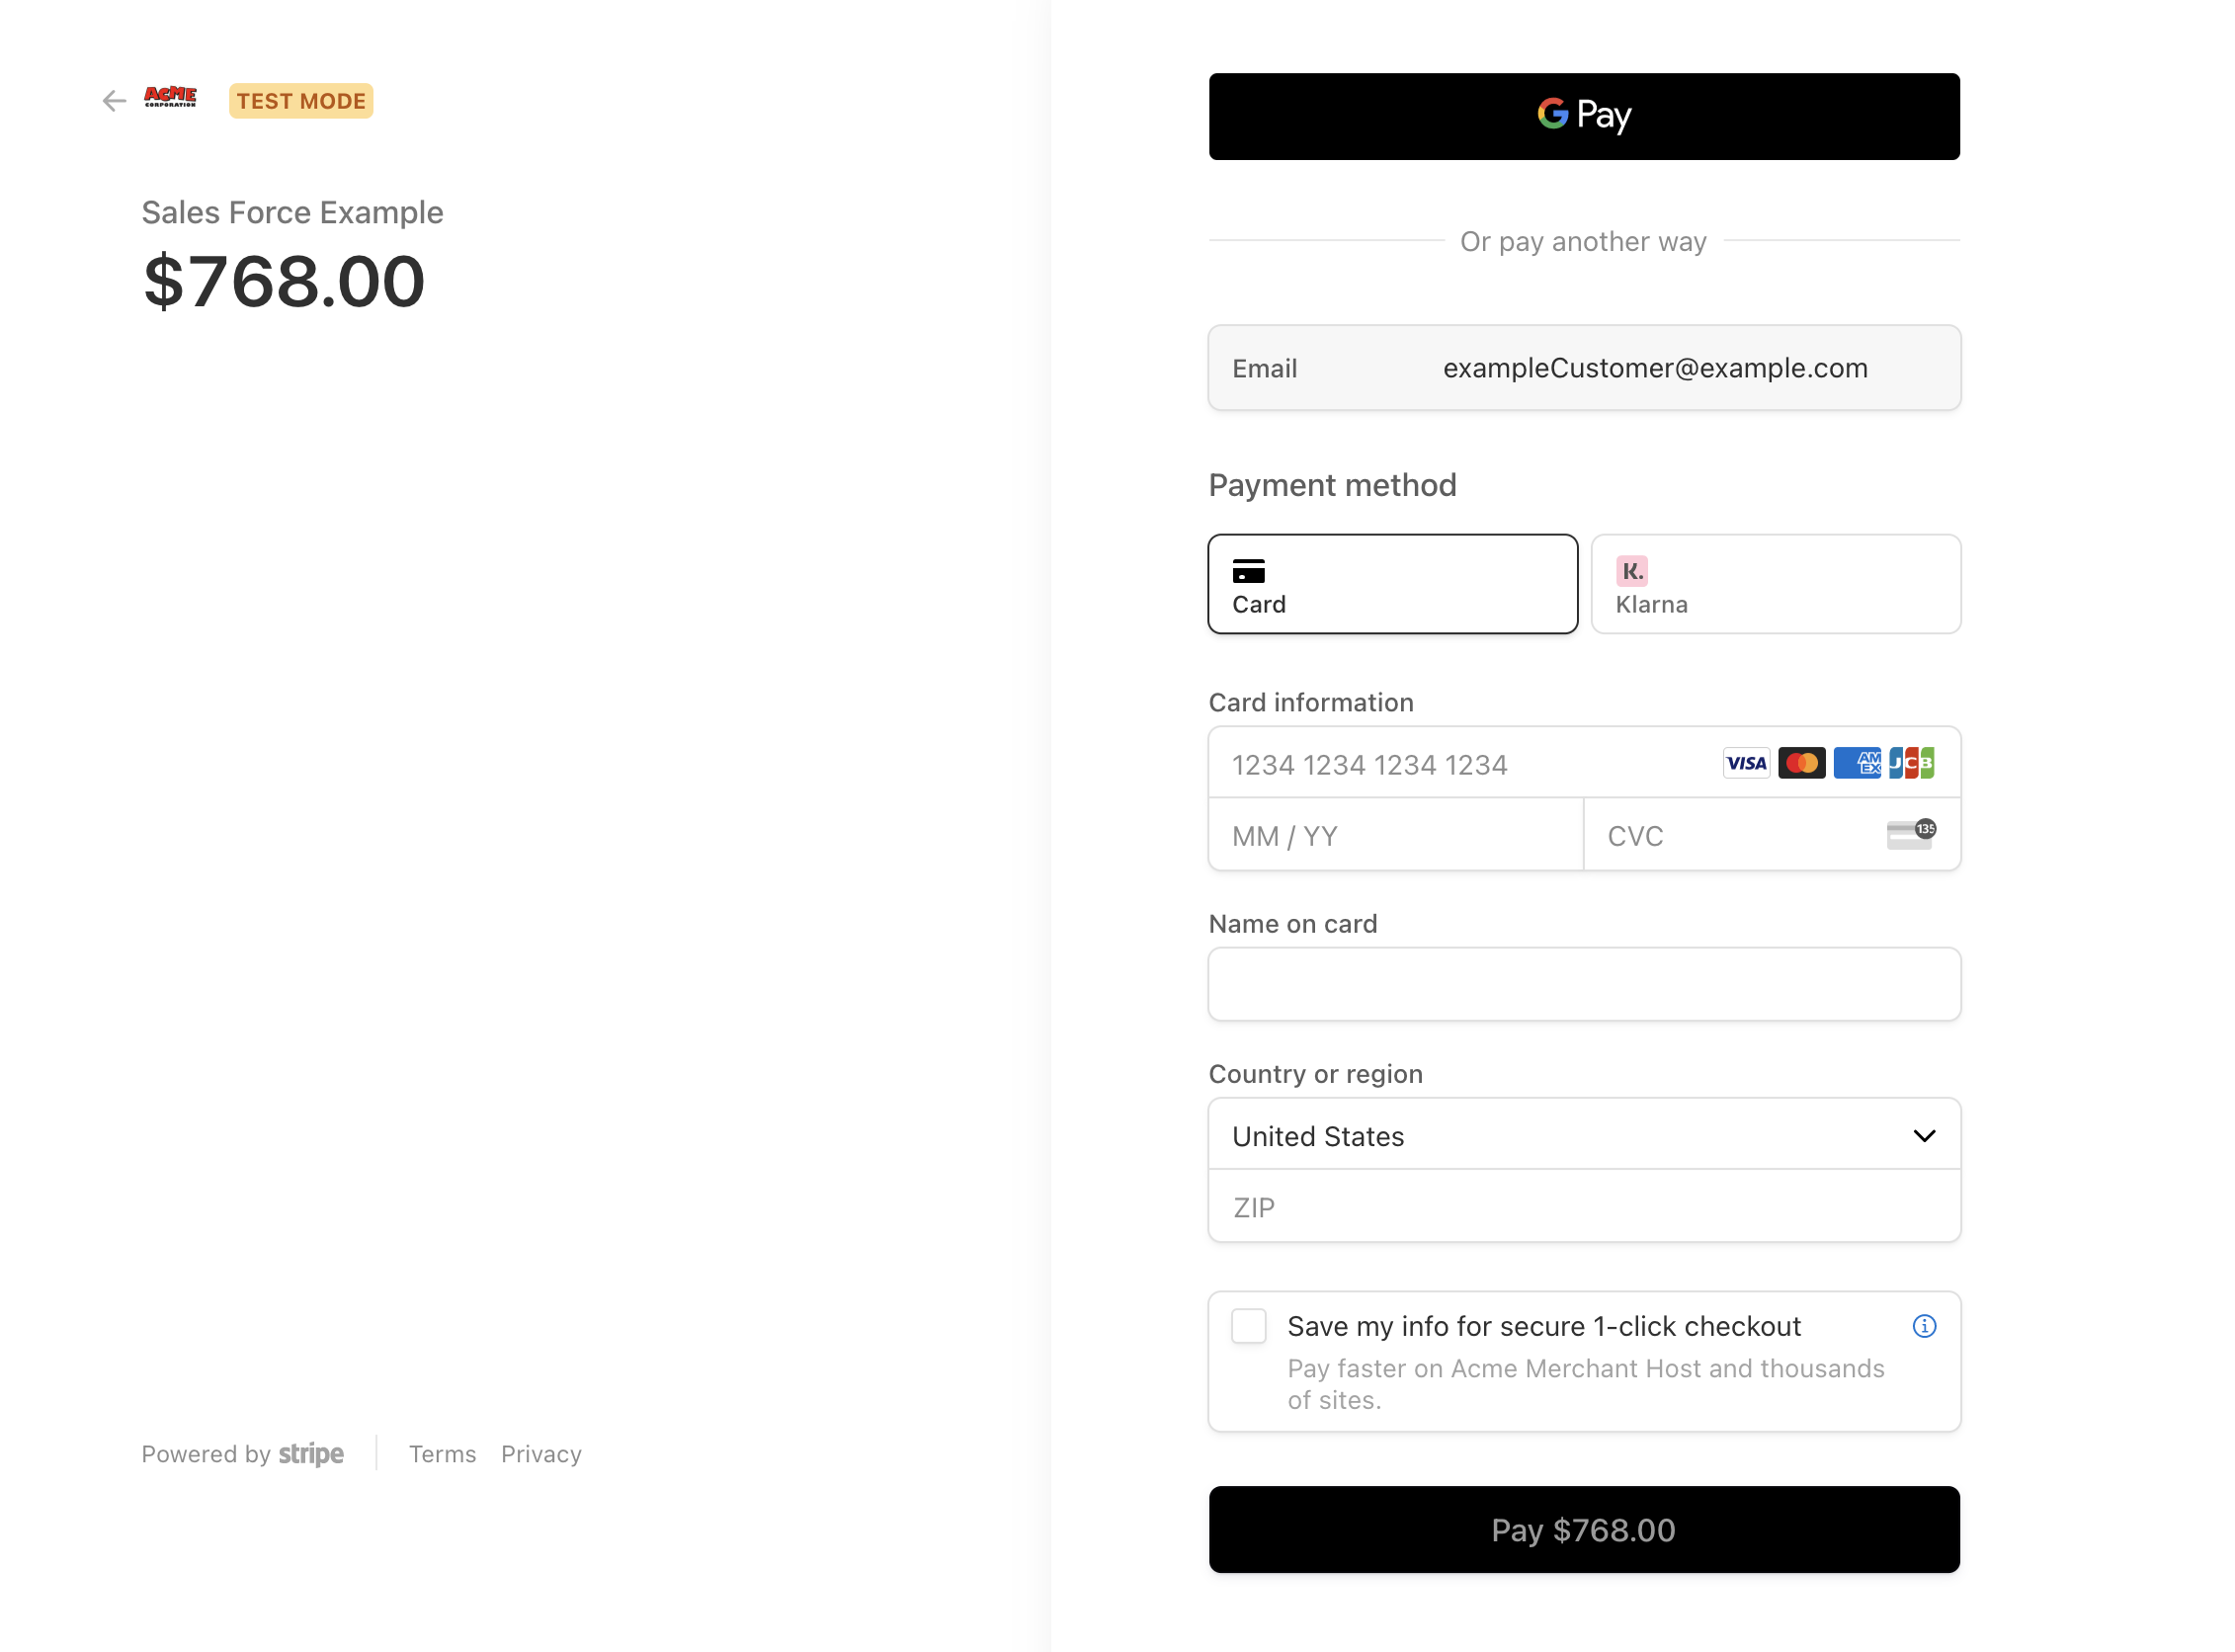 ACME
CORPORATION
TEST MODE
Sales Force Example
$768.00
Powered by stripe
Terms
Privacy
G Pay
Or pay another way
Email
exampleCustomer@example.com
Payment method
Card
K.
Klarna
Card information
1234 1234 1234 1234
VISA
AM
EX
JCB
MM / YY
CVC
135
Name on card
Country or region
United States
ZIP
Save my info for secure 1-click checkout
Pay faster on Acme Merchant Host and thousands
of sites.
Pay $768.00